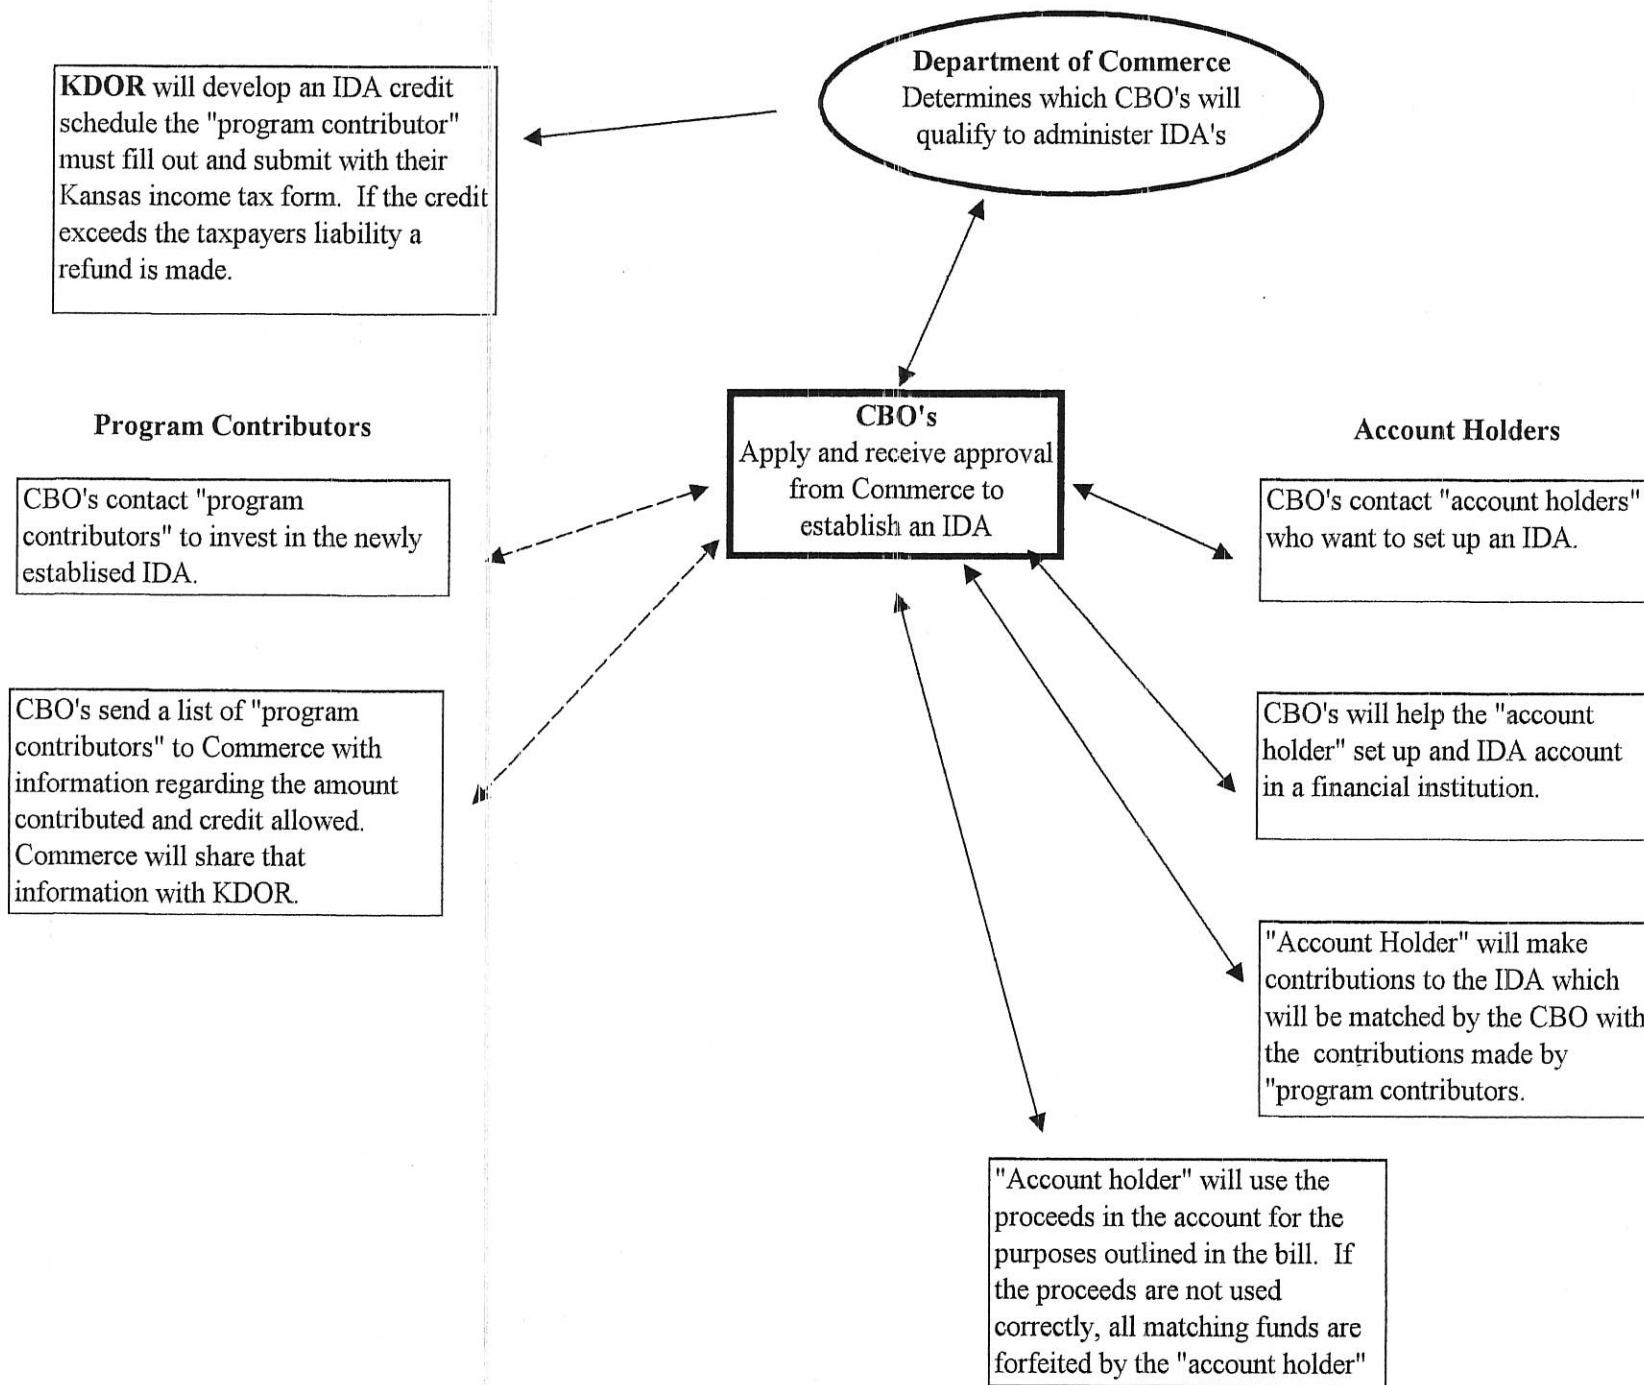 Department of Commerce
Determines which CBO's will
qualify to administer IDA's
KDOR will develop an IDA credit
schedule the "program contributor"
must fill out and submit with their
Kansas income tax form. If the credit
exceeds the taxpayers liability a
refund is made.
CBO's
Apply and receive approval
from Commerce to
establish an IDA
Program Contributors
CBO's contact "program
contributors" to invest in the newly
establised IDA.
CBO's send a list of "program
contributors" to Commerce with
information regarding the amount
contributed and credit allowed.
Commerce will share that
information with KDOR.
Account Holders
CBO's contact "account holders"
who want to set up an IDA.
CBO's will help the "account
holder" set up and IDA account
in a financial institution.
"Account Holder" will make
contributions to the IDA which
will be matched by the CBO with
the contributions made by
"program contributors.
"Account holder" will use the
proceeds in the account for the
purposes outlined in the bill. If
the proceeds are not used
correctly, all matching funds are
forfeited by the "account holder"